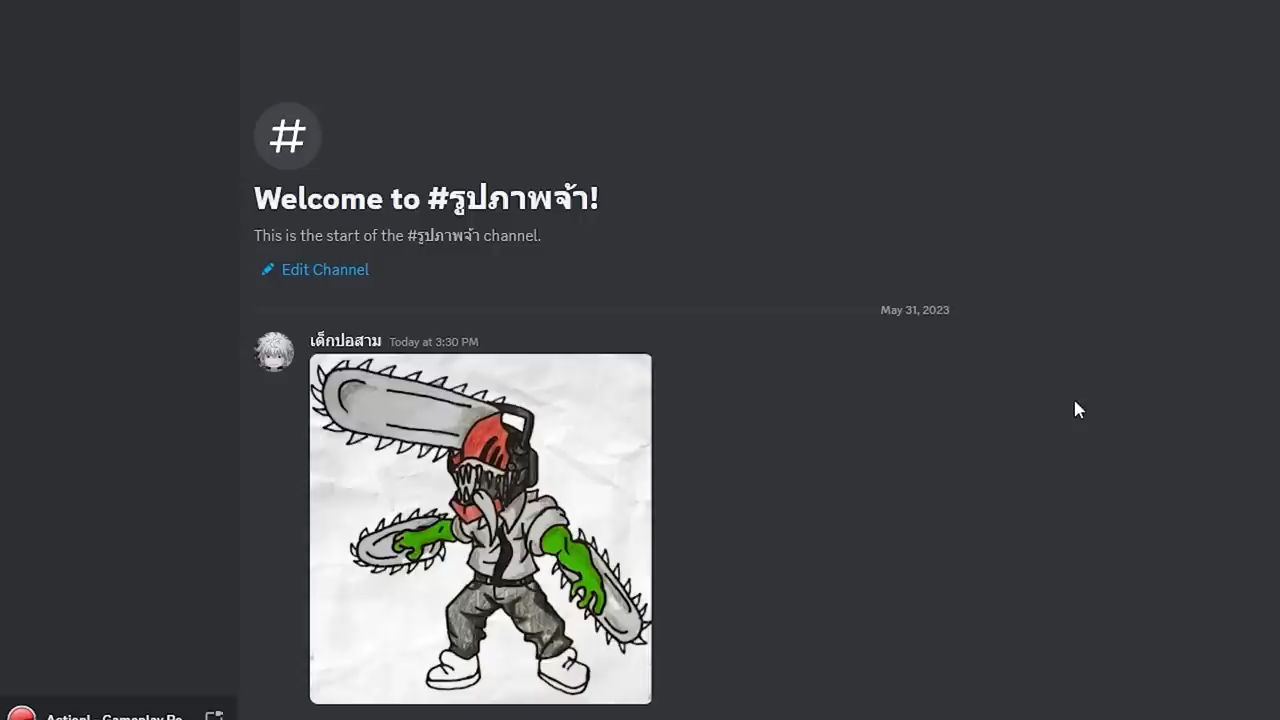 Welcome to #รูปภาพจ้า!
This is the start of the #รูปภาพจ้า channel.
Edit Channel
May 31, 2023
เด็กปอสาม Today at 3:30 PM
Action! - Gameplay